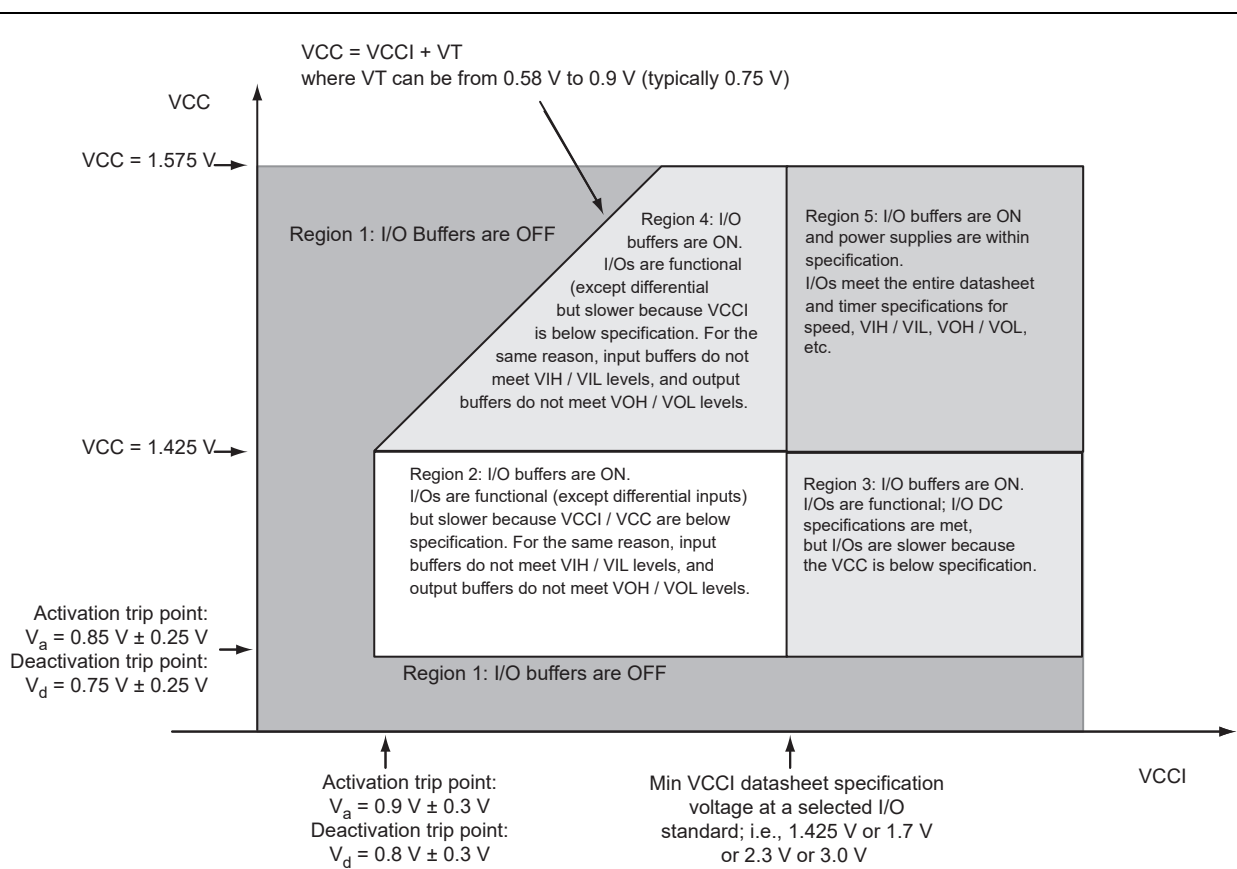 VCC = VCCI + VT
where VT can be from 0.58 V to 0.9 V (typically 0.75 V)
VCC
VCC = 1.575 V
Region 1: I/O Buffers are OFF
Region 4: I/O
buffers are ON.
I/Os are functional
(except differential
but slower because VCCI
is below specification. For the
same reason, input buffers do not
meet VIH / VIL levels, and output
buffers do not meet VOH / VOL levels.
Region 5: I/O buffers are ON
and power supplies are within
specification.
I/Os meet the entire datasheet
and timer specifications for
speed, VIH / VIL, VOH / VOL,
etc.
VCC = 1.425 V
Region 2: I/O buffers are ON.
I/Os are functional (except differential inputs)
but slower because VCCI / VCC are below
specification. For the same reason, input
buffers do not meet VIH / VIL levels, and
output buffers do not meet VOH / VOL levels.
Region 3: I/O buffers are ON.
I/Os are functional; I/O DC
specifications are met,
but I/Os are slower because
the VCC is below specification.
Activation trip point:
Va = 0.85 V ± 0.25 V
Deactivation trip point:
Vd = 0.75 V ± 0.25 V
Region 1: I/O buffers are OFF
Activation trip point:
Va = 0.9 V ± 0.3 V
Deactivation trip point:
Vd = 0.8 V ± 0.3 V
Min VCCI datasheet specification
voltage at a selected I/O
standard; i.e., 1.425 V or 1.7 V
or 2.3 V or 3.0 V
VCCI